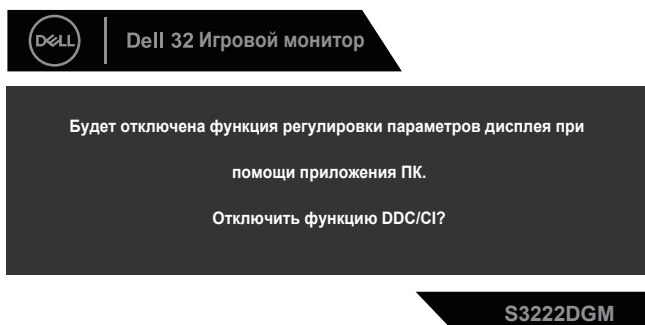 DELL
Dell 32 Игровой монитор
Будет отключена функция регулировки параметров дисплея при
помощи приложения ПК.
Отключить функцию DDC/CI?
S3222DGM